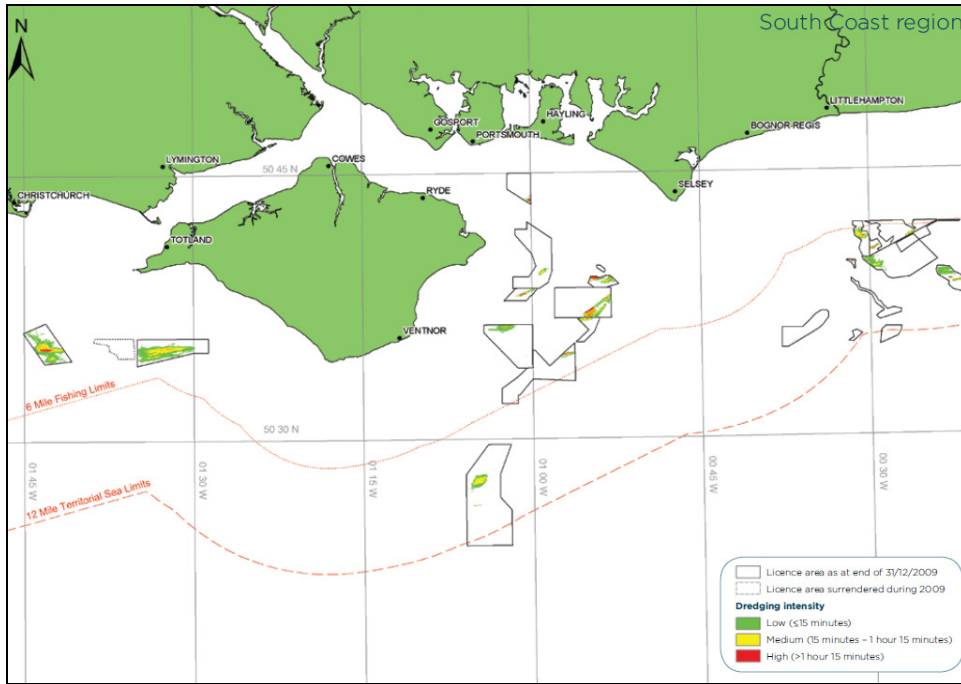 South Coast region
N
LITTLEHAMPTON
HAYLING
GOSPORT
BOGNOR REGIS
PORTSMOUTH
COWES
LYMINGTON
50 45 N
SELSEY
CHRISTCHURCH
RYDE
TOTLAND
VENTNOR
6 Mile Fishing Limits
50 30 N
01 45 W
01 30 W
01 15 W
01 00 W
00 45 W
00 30 W
12 Mile Territorial Sea Limits
Licence area as at end of 31/12/2009
Licence area surrendered during 2009
Dredging intensity
Low (≤15 minutes)
Medium (15 minutes – 1 hour 15 minutes)
High (>1 hour 15 minutes)